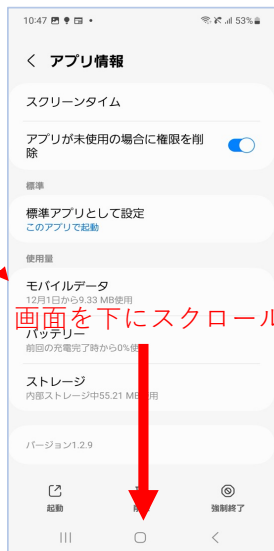 10:47
53%
アプリ情報
スクリーンタイム
アプリが未使用の場合に権限を削
除
標準
標準アプリとして設定
このアプリで起動
使用量
モバイルデータ
12月1日から9.33 MB使用
画面を下にスクロール
バッテリー
前回の充電完了時から0%使
ストレージ
内部ストレージ中55.21 MB 用
バージョン1.2.9
起動
強制終了